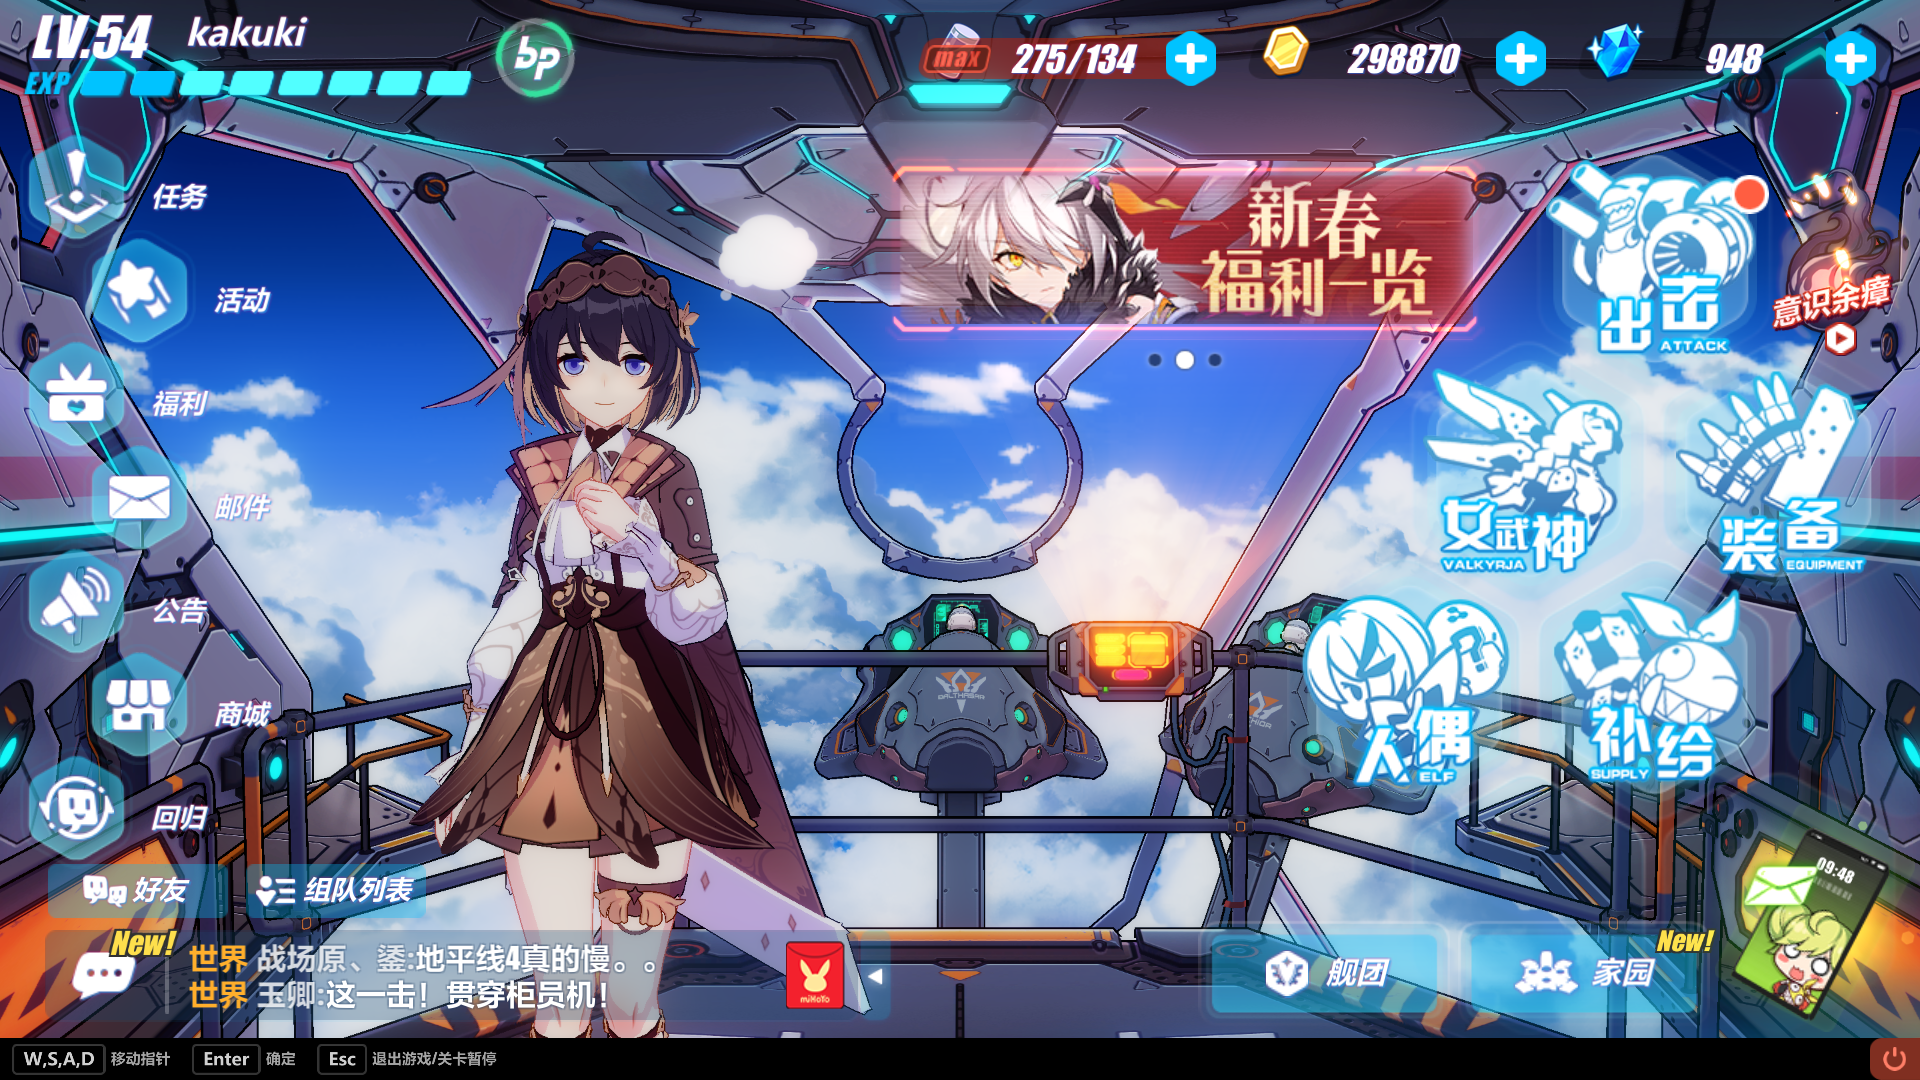 LV.54
kakuki
EXP
bp
max
275/134
298870
948
任务
活动
福利
邮件
公告
商城
回归
新春
福利一览
出击
ATTACK
意识余瘴
女武神
VALKYRJA
装备
EQUIPMENT
人偶
ELF
补给
SUPPLY
BALTHASAR
09:48
好友
组队列表
New!
世界 战场原、鋈:地平线4真的慢。。
世界 玉卿:这一击！贯穿柜员机！
miHoYo
舰团
家园
New!
W,S,A,D 移动指针
Enter 确定
Esc 退出游戏/关卡暂停